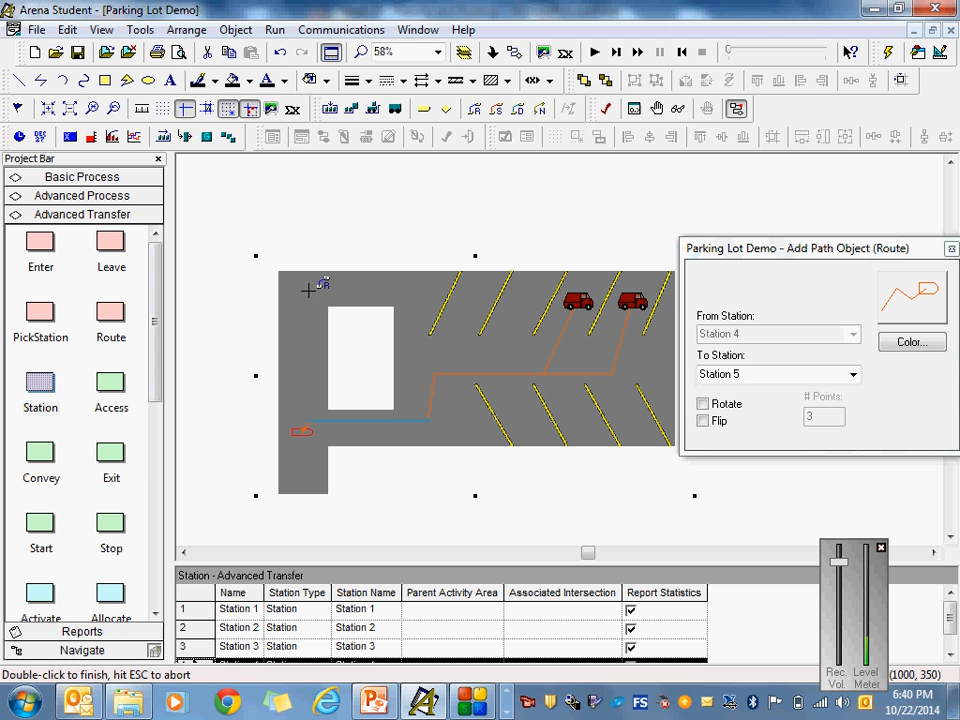 Arena Student - [Parking Lot Demo]
File Edit View Tools Arrange Object Run Communications Window Help
58%
Project Bar
Basic Process
Advanced Process
Advanced Transfer
Enter Leave
PickStation Route
Station Access
Convey Exit
Start Stop
Activate Allocate
Reports
Navigate
R
Parking Lot Demo - Add Path Object (Route)
From Station:
Station 4
Color...
To Station:
Station 5
Rotate
# Points:
Flip
3
Station - Advanced Transfer
Name Station Type Station Name Parent Activity Area Associated Intersection Report Statistics
1 Station 1 Station Station 1
2 Station 2 Station Station 2
3 Station 3 Station Station 3
Rec. Vol. Level Meter
Double-click to finish, hit ESC to abort
(1000, 350)
FS
6:40 PM
10/22/2014